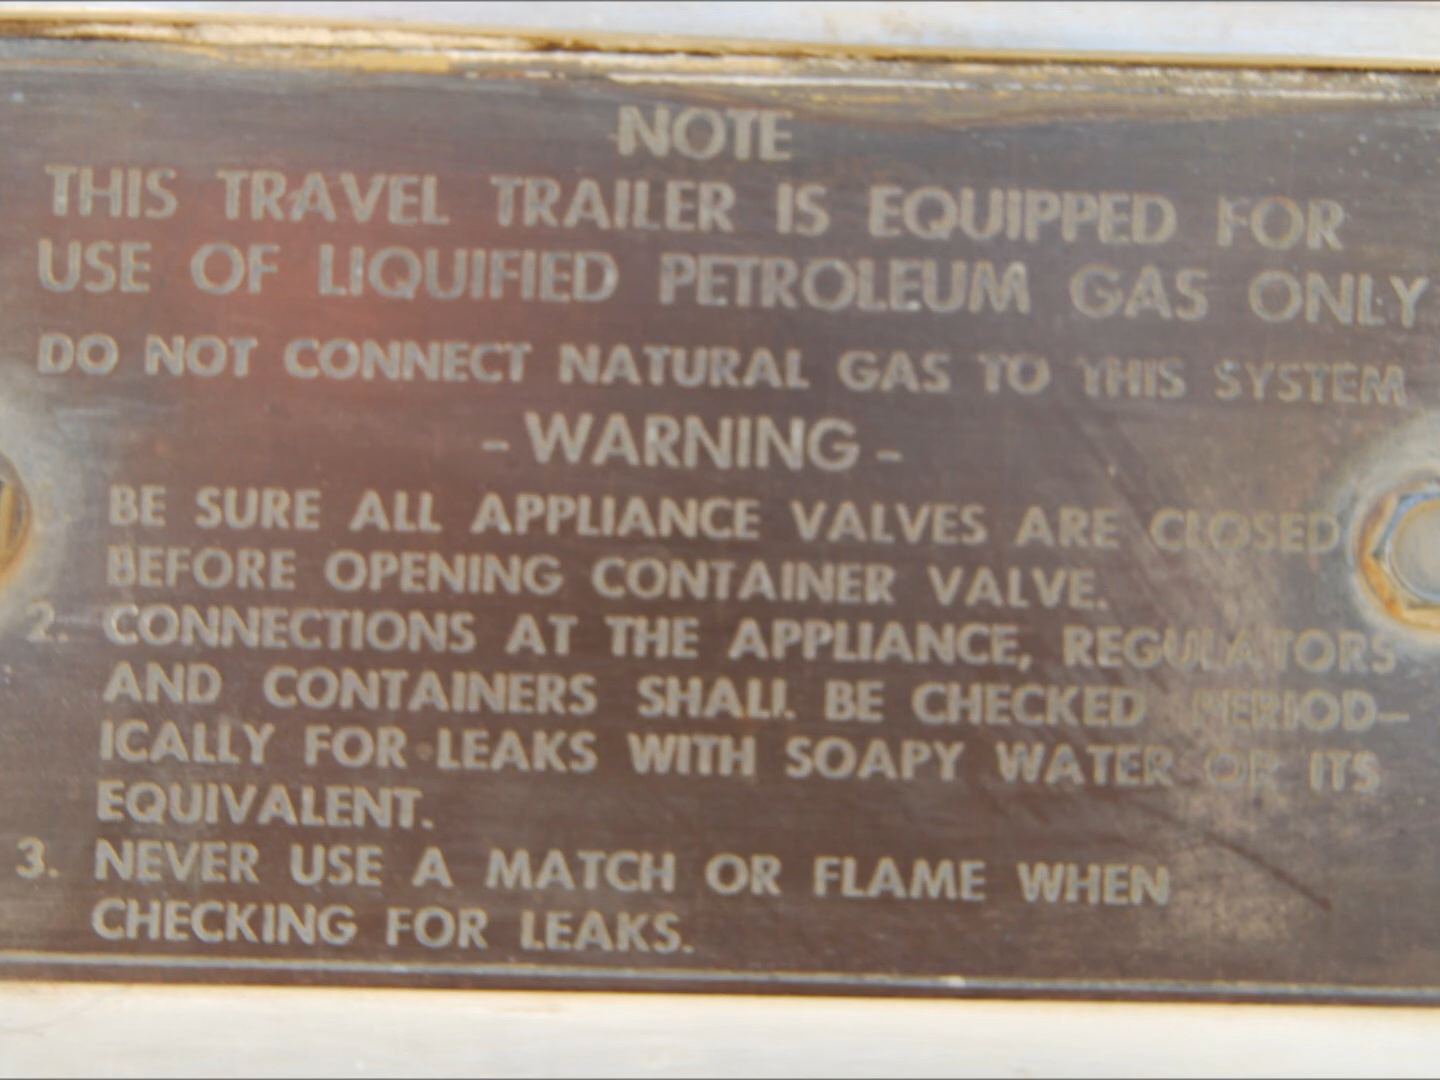 NOTE
THIS TRAVEL TRAILER IS EQUIPPED FOR
USE OF LIQUIFIED PETROLEUM GAS ONLY
DO NOT CONNECT NATURAL GAS TO THIS SYSTEM
- WARNING -
BE SURE ALL APPLIANCE VALVES ARE CLOSED
BEFORE OPENING CONTAINER VALVE.
2. CONNECTIONS AT THE APPLIANCE, REGULATORS
AND CONTAINERS SHALL BE CHECKED PERIOD-
ICALLY FOR LEAKS WITH SOAPY WATER OR ITS
EQUIVALENT.
3. NEVER USE A MATCH OR FLAME WHEN
CHECKING FOR LEAKS.